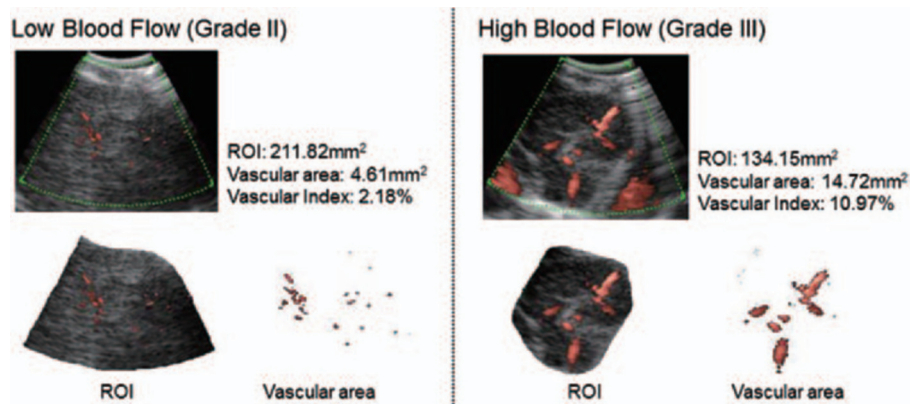 Low Blood Flow (Grade II)
ROI: 211.82mm²
Vascular area: 4.61mm²
Vascular Index: 2.18%
ROI
Vascular area
High Blood Flow (Grade III)
ROI: 134.15mm²
Vascular area: 14.72mm²
Vascular Index: 10.97%
ROI
Vascular area